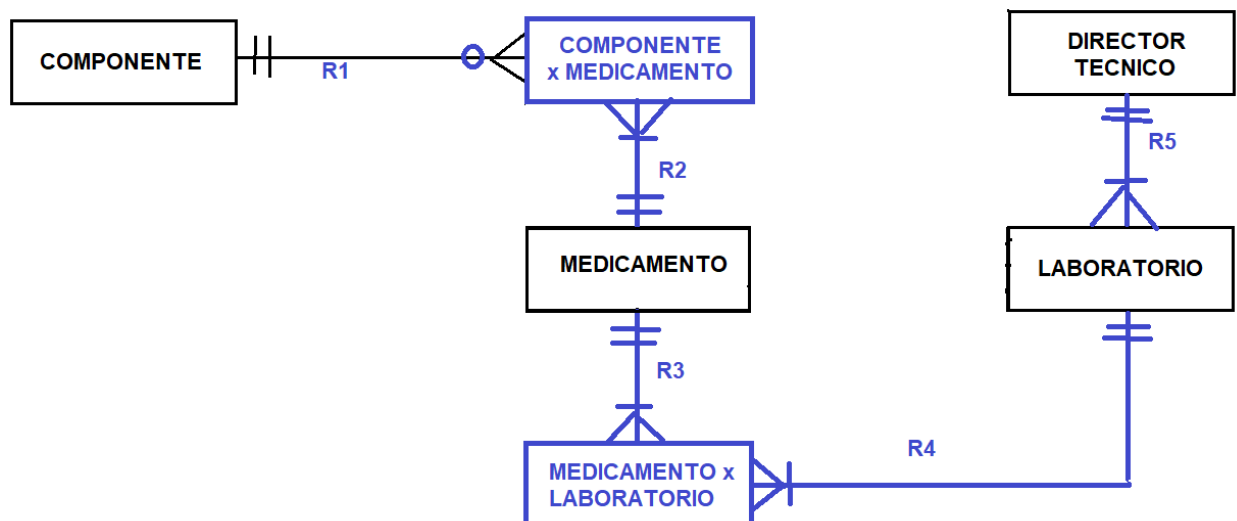 COMPONENTE
R1
COMPONENTE
x MEDICAMENTO
DIRECTOR
TECNICO
R5
R2
MEDICAMENTO
LABORATORIO
R3
MEDICAMENTO x
LABORATORIO
R4